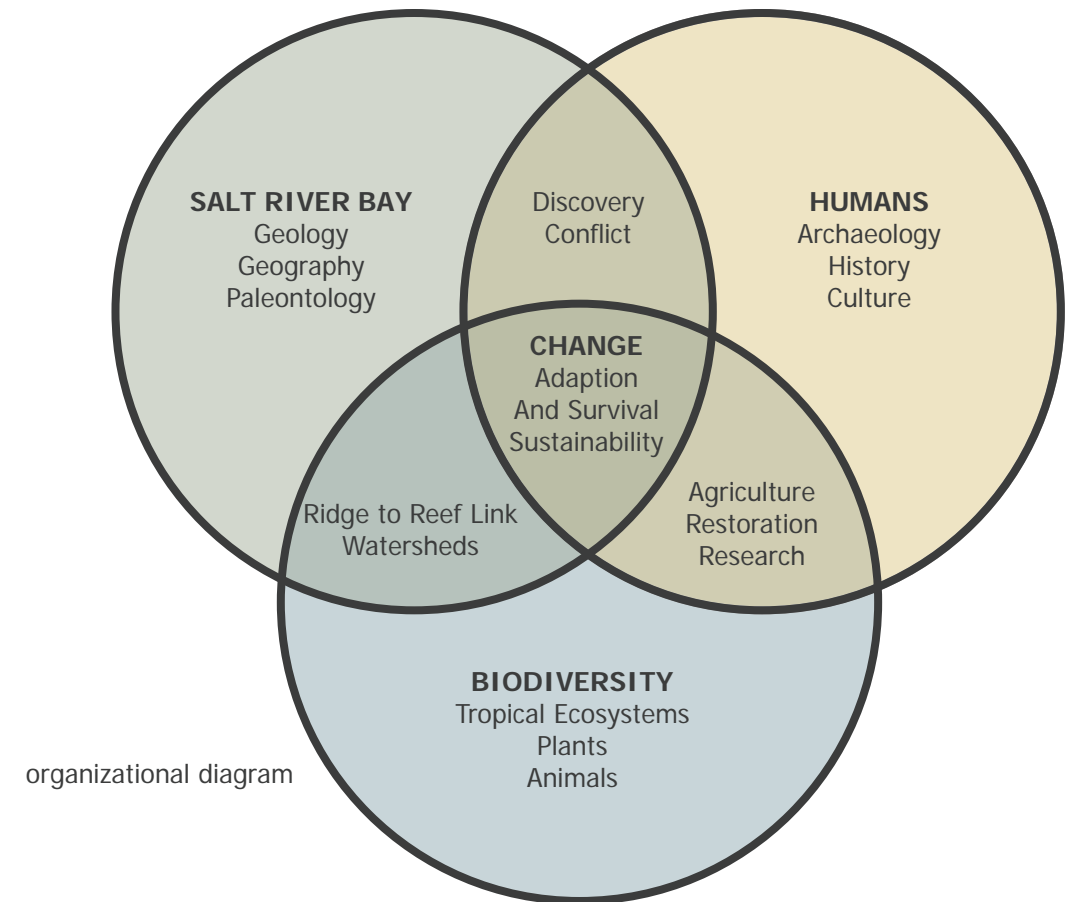 SALT RIVER BAY
Geology
Geography
Paleontology
Discovery
Conflict
HUMANS
Archaeology
History
Culture
CHANGE
Adaption
And Survival
Sustainability
Ridge to Reef Link
Watersheds
Agriculture
Restoration
Research
BIODIVERSITY
Tropical Ecosystems
Plants
Animals
organizational diagram